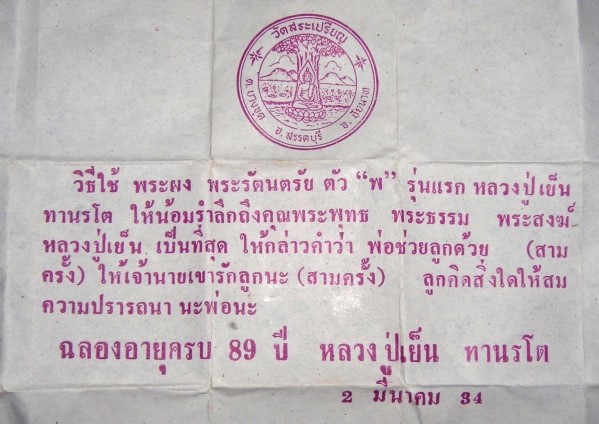 วัดสระเปรียญ
ต. บางขุด อ. สรรคบุรี จ. ชัยนาท
วิธีใช้ พระผง พระรัตนตรัย ตัว “พ” รุ่นแรก หลวงปู่เย็น
ทานรโต ให้น้อมรำลึกถึงคุณพระพุทธ พระธรรม พระสงฆ์
หลวงปู่เย็น เป็นที่สุด ให้กล่าวคำว่า พ่อช่วยลูกด้วย (สาม
ครั้ง) ให้เจ้านายเขารักลูกนะ (สามครั้ง) ลูกคิดสิ่งใดให้สม
ความปรารถนา นะพ่อนะ
ฉลองอายุครบ 89 ปี หลวงปู่เย็น ทานรโต
2 มีนาคม 34